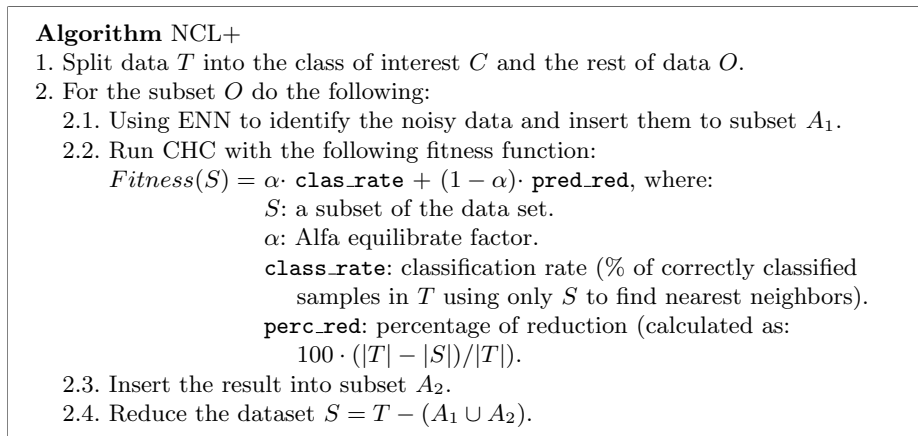 Algorithm NCL+
1. Split data T into the class of interest C and the rest of data O.
2. For the subset O do the following:
2.1. Using ENN to identify the noisy data and insert them to subset A₁.
2.2. Run CHC with the following fitness function:
Fitness(S) = α· clas_rate + (1 − α)· pred_red, where:
S: a subset of the data set.
α: Alfa equilibrate factor.
class_rate: classification rate (% of correctly classified
samples in T using only S to find nearest neighbors).
perc_red: percentage of reduction (calculated as:
100 · (|T| − |S|)/|T|).
2.3. Insert the result into subset A₂.
2.4. Reduce the dataset S = T − (A₁ ∪ A₂).